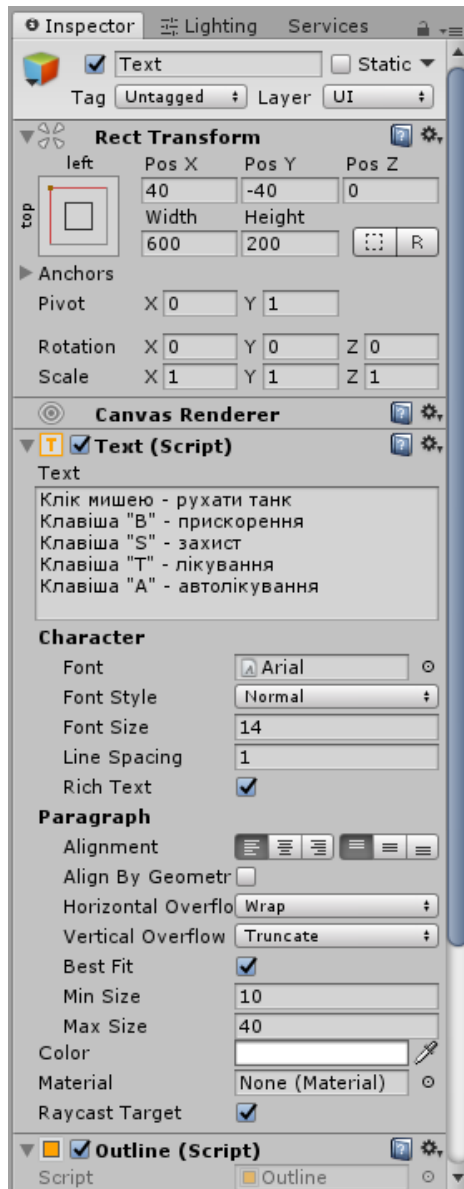 Inspector Lighting Services
Text Static
Tag Untagged Layer UI
Rect Transform
left Pos X Pos Y Pos Z
top
40 -40 0
Width Height
600 200 R
Anchors
Pivot X 0 Y 1
Rotation X 0 Y 0 Z 0
Scale X 1 Y 1 Z 1
Canvas Renderer
T Text (Script)
Text
Клік мишею - рухати танк
Клавіша "B" - прискорення
Клавіша "S" - захист
Клавіша "T" - лікування
Клавіша "A" - автолікування
Character
Font Arial
Font Style Normal
Font Size 14
Line Spacing 1
Rich Text
Paragraph
Alignment
Align By Geometr
Horizontal Overflo Wrap
Vertical Overflow Truncate
Best Fit
Min Size 10
Max Size 40
Color
Material None (Material)
Raycast Target
Outline (Script)
Script Outline